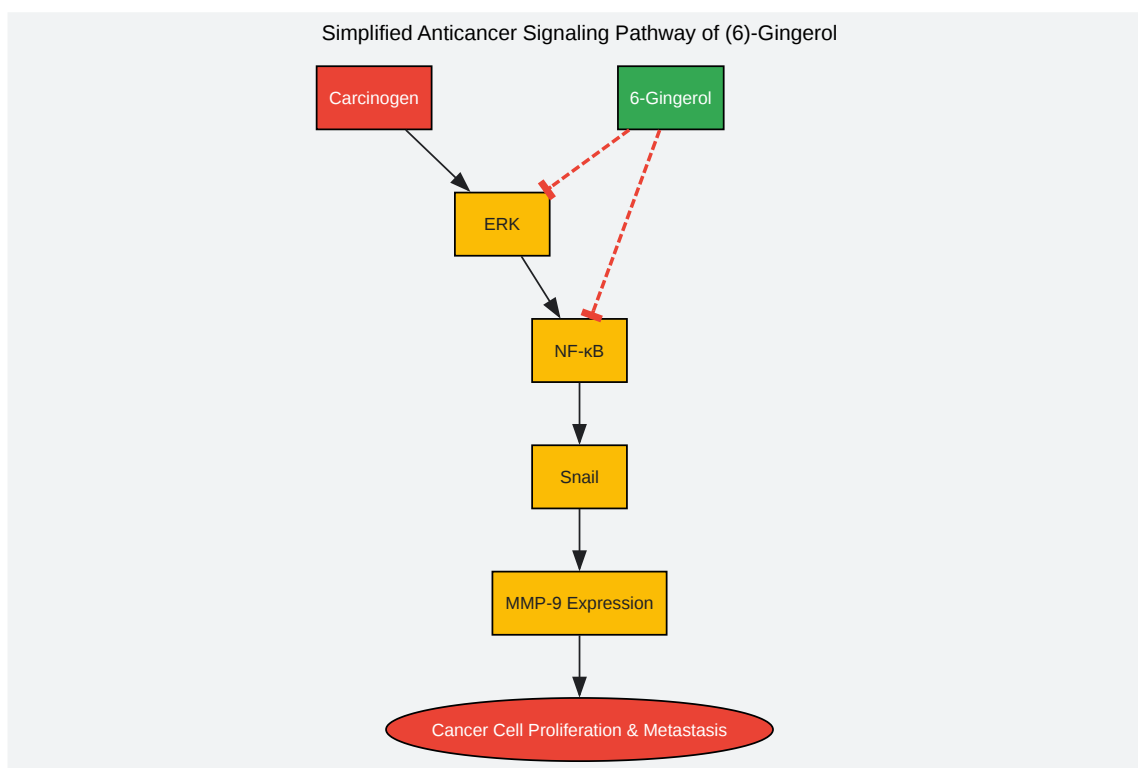 Simplified Anticancer Signaling Pathway of (6)-Gingerol
Carcinogen
6-Gingerol
ERK
NF-κB
Snail
MMP-9 Expression
Cancer Cell Proliferation & Metastasis